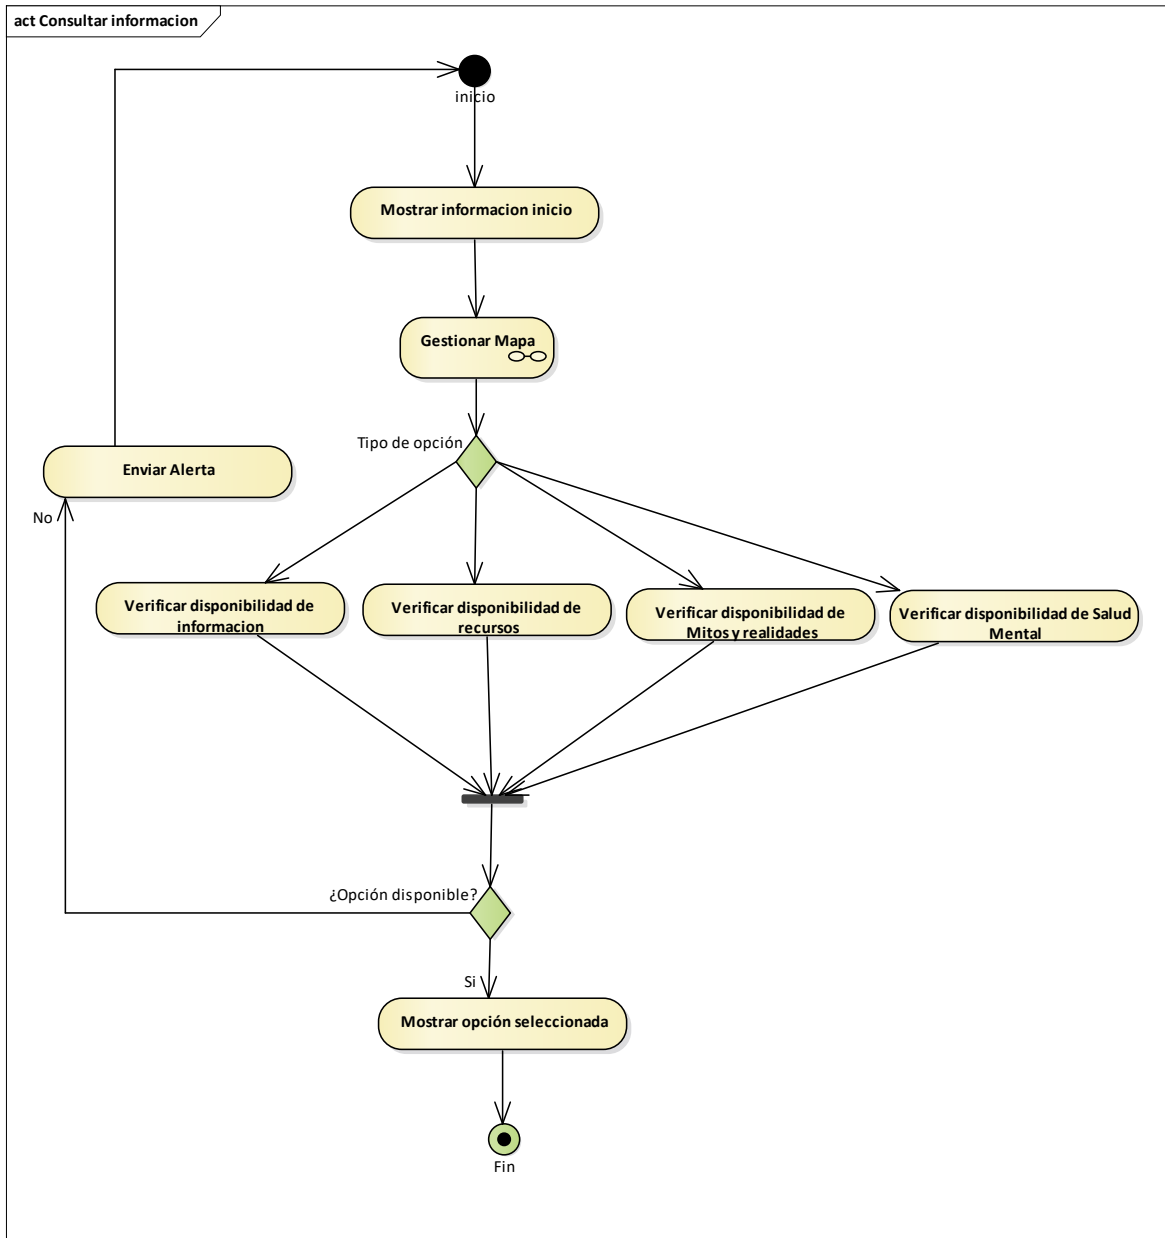 act Consultar informacion
inicio
Mostrar informacion inicio
Gestionar Mapa
Tipo de opción
Enviar Alerta
No
Verificar disponibilidad de
informacion
Verificar disponibilidad de
recursos
Verificar disponibilidad de
Mitos y realidades
Verificar disponibilidad de Salud
Mental
¿Opción disponible?
Si
Mostrar opción seleccionada
Fin